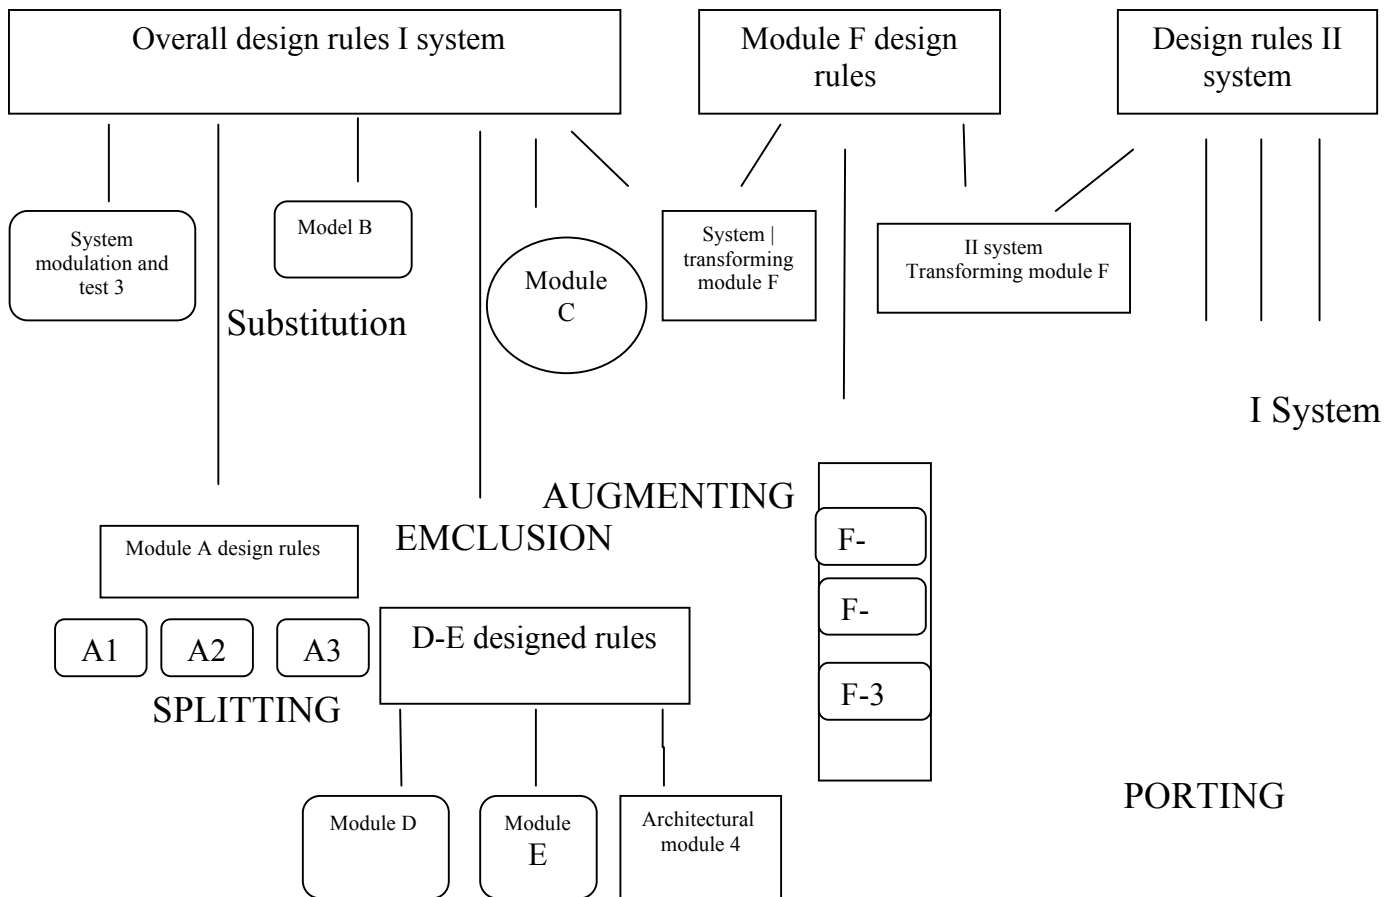 Overall design rules I system
Module F design
rules
Design rules II
system
System
modulation and
test 3
Model B
Module
C
System |
transforming
module F
II system
Transforming module F
Substitution
I System
AUGMENTING
EMCLUSION
Module A design rules
F-
F-
F-3
A1
A2
A3
D-E designed rules
SPLITTING
PORTING
Module D
Module
E
Architectural
module 4